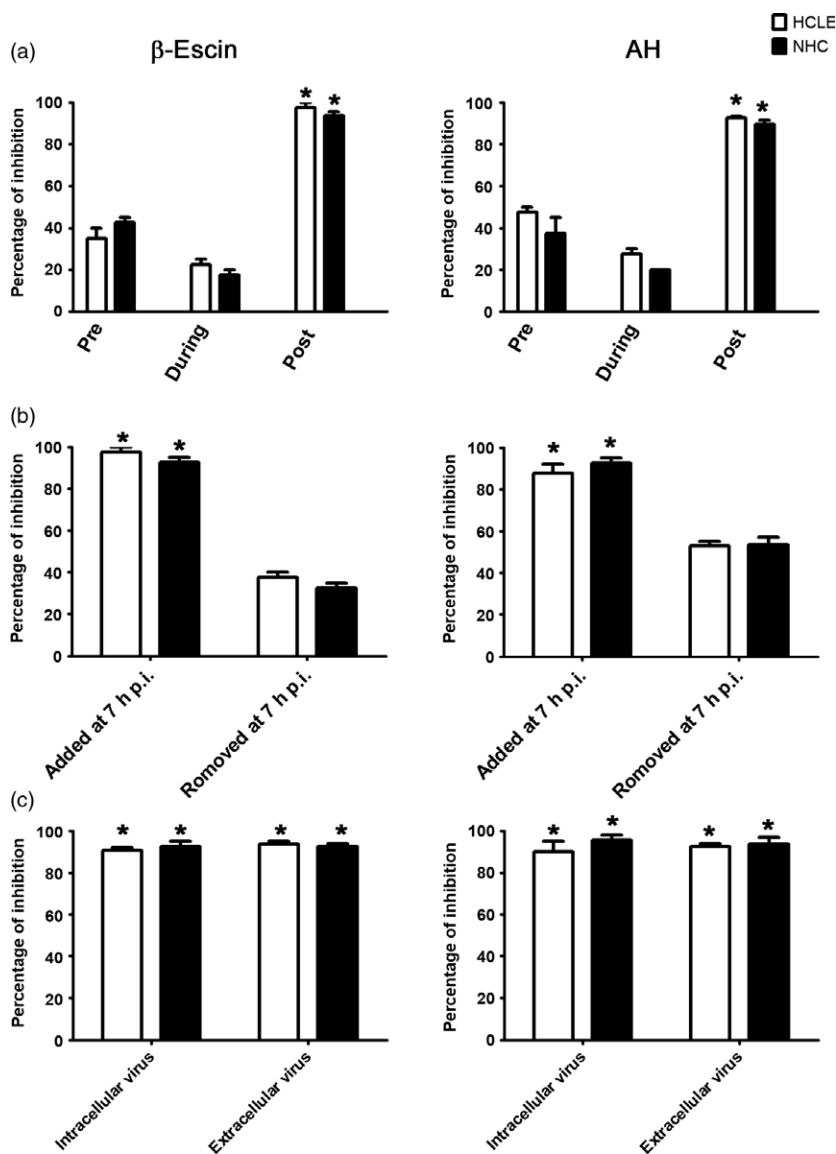 HCLE
NHC
(a)
β-Escin
AH
Percentage of inhibition
100
80
60
40
20
0
* *
Pre
During
Post
Percentage of inhibition
100
80
60
40
20
0
* *
Pre
During
Post
(b)
Percentage of inhibition
100
80
60
40
20
0
* *
Added at 7 h p.i.
Romoved at 7 h p.i.
Percentage of inhibition
100
80
60
40
20
0
* *
Added at 7 h p.i.
Romoved at 7 h p.i.
(c)
Percentage of inhibition
100
80
60
40
20
0
* * * *
Intracellular virus
Extracellular virus
Percentage of inhibition
100
80
60
40
20
0
* * * *
Intracellular virus
Extracellular virus